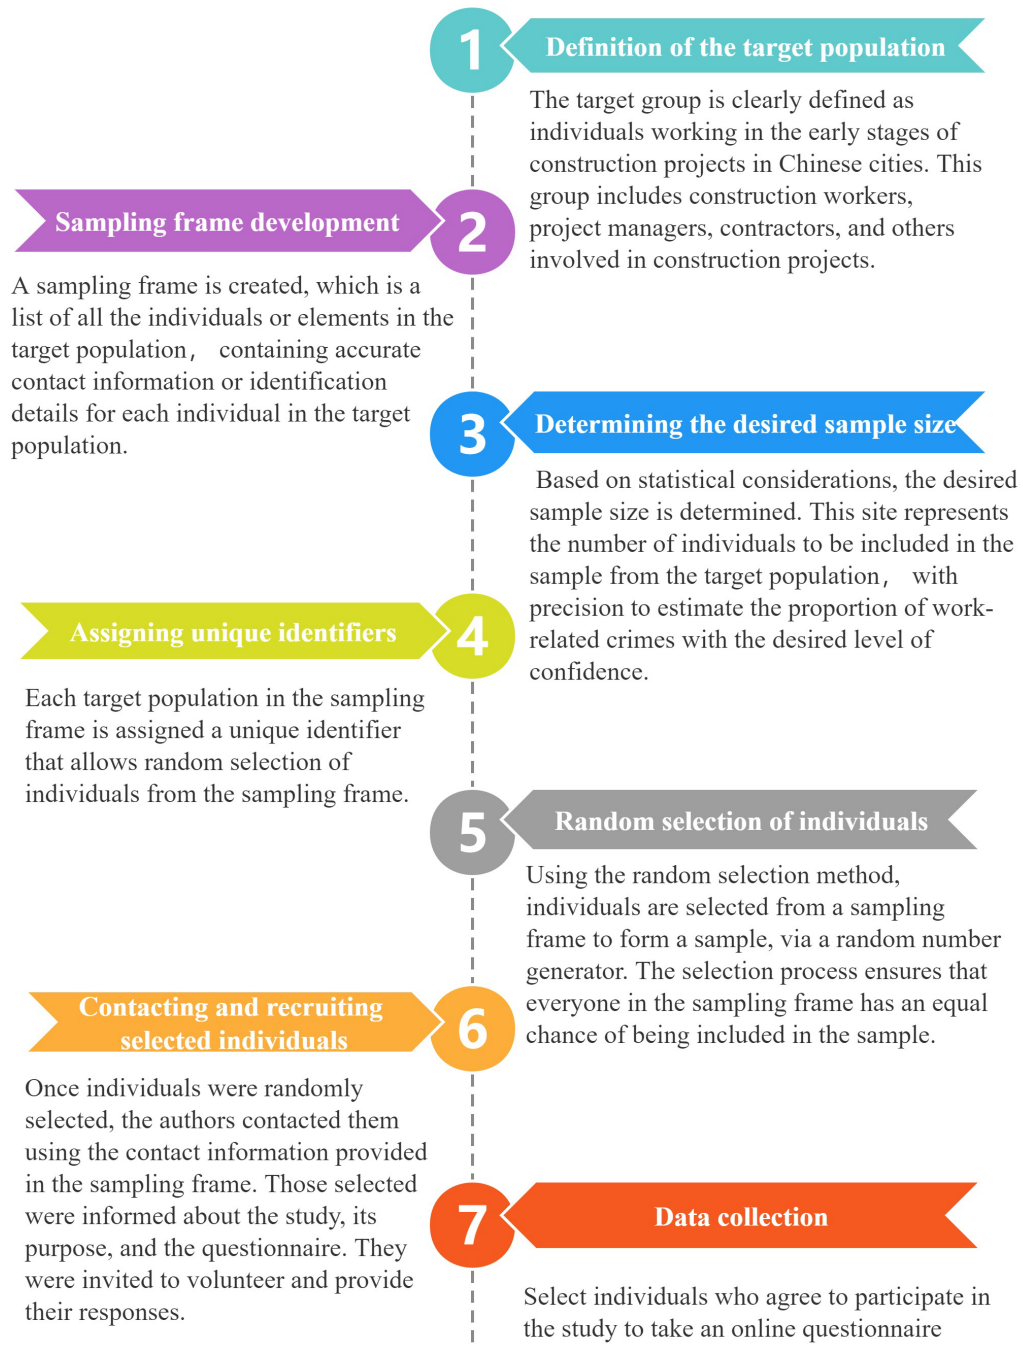 1
Definition of the target population
The target group is clearly defined as
individuals working in the early stages of
construction projects in Chinese cities. This
group includes construction workers,
project managers, contractors, and others
involved in construction projects.
Sampling frame development
2
A sampling frame is created, which is a
list of all the individuals or elements in the
target population， containing accurate
contact information or identification
details for each individual in the target
population.
3
Determining the desired sample size
Based on statistical considerations, the desired
sample size is determined. This site represents
the number of individuals to be included in the
sample from the target population， with
precision to estimate the proportion of work-
related crimes with the desired level of
confidence.
Assigning unique identifiers
4
Each target population in the sampling
frame is assigned a unique identifier
that allows random selection of
individuals from the sampling frame.
5
Random selection of individuals
Using the random selection method,
individuals are selected from a sampling
frame to form a sample, via a random number
generator. The selection process ensures that
everyone in the sampling frame has an equal
chance of being included in the sample.
Contacting and recruiting
selected individuals
6
Once individuals were randomly
selected, the authors contacted them
using the contact information provided
in the sampling frame. Those selected
were informed about the study, its
purpose, and the questionnaire. They
were invited to volunteer and provide
their responses.
7
Data collection
Select individuals who agree to participate in
the study to take an online questionnaire